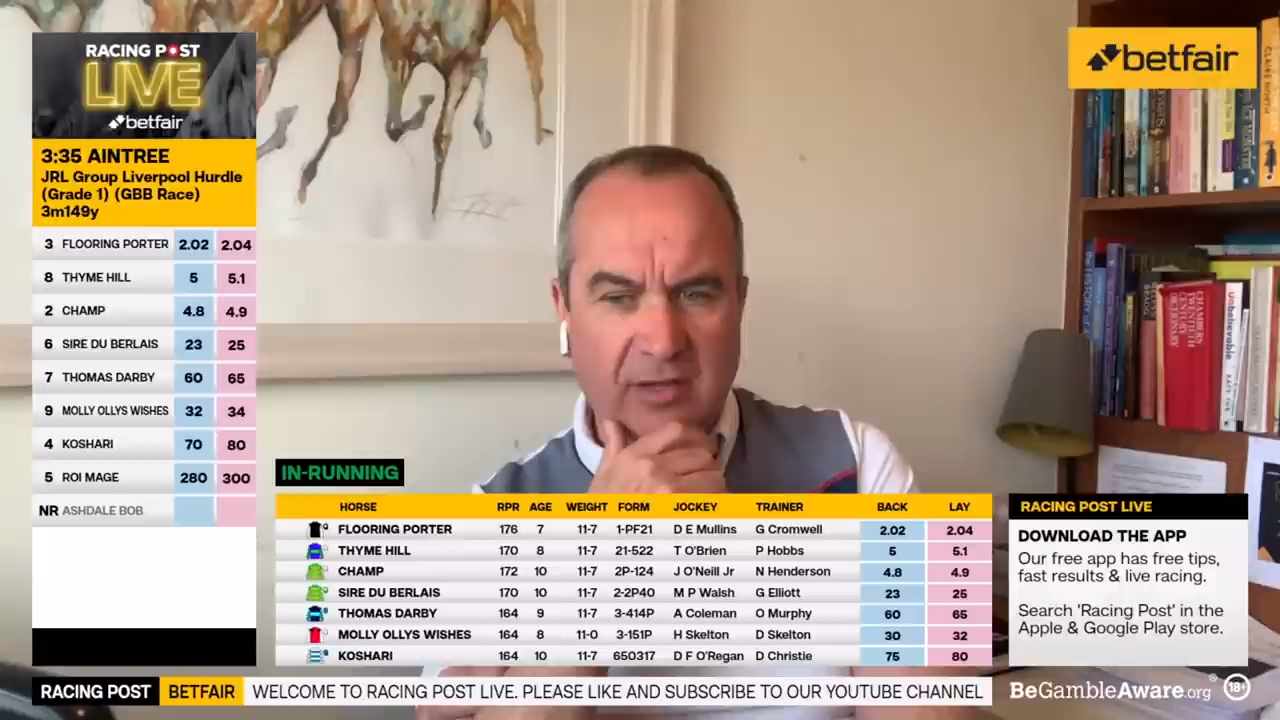 RACING POST
LIVE
betfair
3:35 AINTREE
JRL Group Liverpool Hurdle
(Grade 1) (GBB Race)
3m149y
3 FLOORING PORTER 2.02 2.04
8 THYME HILL 5 5.1
2 CHAMP 4.8 4.9
6 SIRE DU BERLAIS 23 25
7 THOMAS DARBY 60 65
9 MOLLY OLLYS WISHES 32 34
4 KOSHARI 70 80
5 ROI MAGE 280 300
NR ASHDALE BOB
betfair
CHAMBERS
TWENTIETH
CENTURY
DICTIONARY
Unbelievable
IN-RUNNING
HORSE RPR AGE WEIGHT FORM JOCKEY TRAINER BACK LAY
FLOORING PORTER 176 7 11-7 1-PF21 D E Mullins G Cromwell 2.02 2.04
THYME HILL 170 8 11-7 21-522 T O'Brien P Hobbs 5 5.1
CHAMP 172 10 11-7 2P-124 J O'Neill Jr N Henderson 4.8 4.9
SIRE DU BERLAIS 170 10 11-7 2-2P40 M P Walsh G Elliott 23 25
THOMAS DARBY 164 9 11-7 3-414P A Coleman O Murphy 60 65
MOLLY OLLYS WISHES 164 8 11-0 3-151P H Skelton D Skelton 30 32
KOSHARI 164 10 11-7 650317 D F O'Regan D Christie 75 80
RACING POST LIVE
DOWNLOAD THE APP
Our free app has free tips,
fast results & live racing.
Search 'Racing Post' in the
Apple & Google Play store.
RACING POST BETFAIR WELCOME TO RACING POST LIVE. PLEASE LIKE AND SUBSCRIBE TO OUR YOUTUBE CHANNEL
BeGambleAware.org® 18+